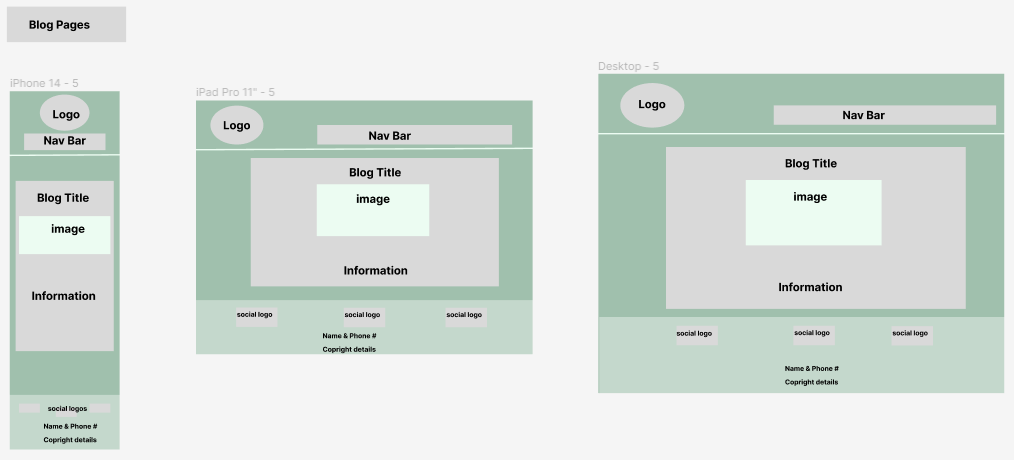 Blog Pages
iPhone 14 - 5
Logo
Nav Bar
Blog Title
image
Information
social logos
Name & Phone #
Copright details
iPad Pro 11" - 5
Logo
Nav Bar
Blog Title
image
Information
social logo
social logo
social logo
Name & Phone #
Copright details
Desktop - 5
Logo
Nav Bar
Blog Title
image
Information
social logo
social logo
social logo
Name & Phone #
Copright details